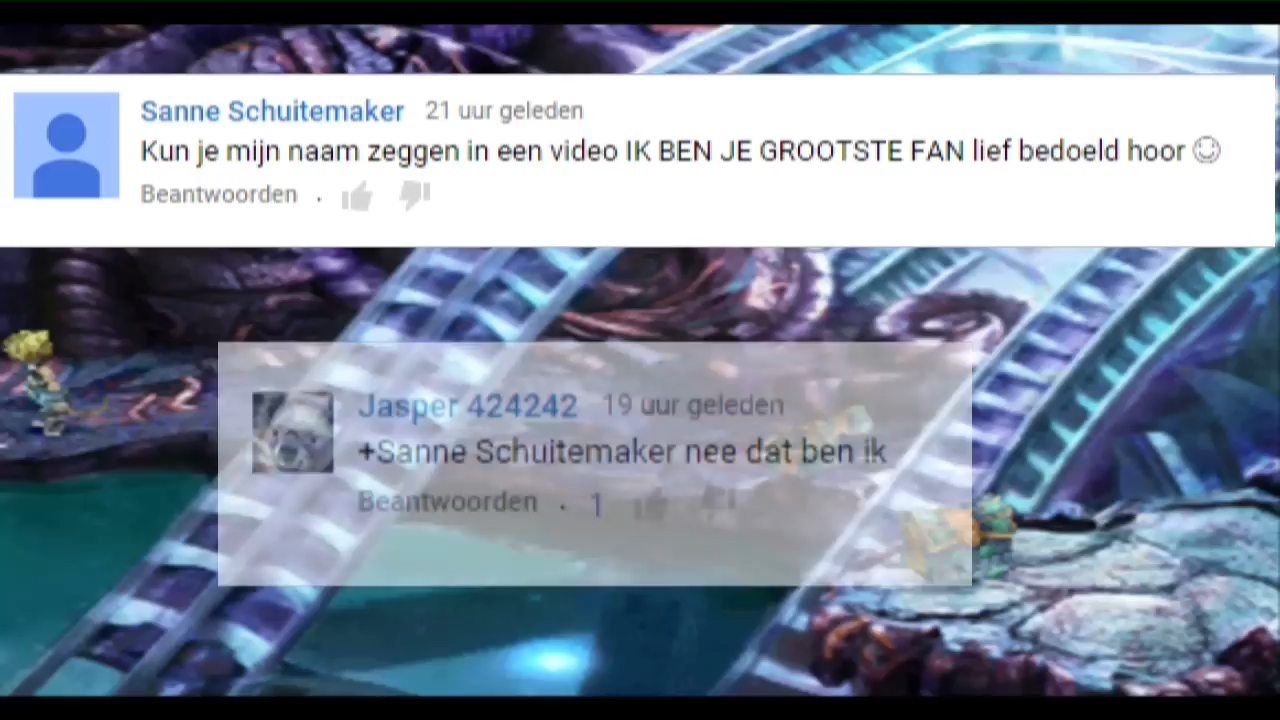 Sanne Schuitemaker 21 uur geleden
Kun je mijn naam zeggen in een video IK BEN JE GROOTSTE FAN lief bedoeld hoor ☺
Beantwoorden ·
Jasper 424242 19 uur geleden
+Sanne Schuitemaker nee dat ben ik
Beantwoorden · 1